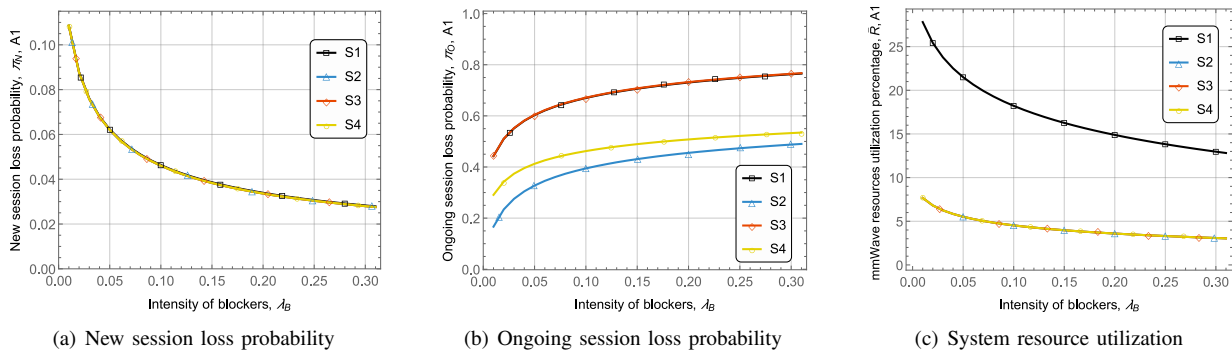 New session loss probability, π_N, A1
0.10
0.08
0.06
0.04
0.02
0.00
0.00 0.05 0.10 0.15 0.20 0.25 0.30
Intensity of blockers, λ_B
S1
S2
S3
S4
(a) New session loss probability
Ongoing session loss probability, π_O, A1
1.0
0.8
0.6
0.4
0.2
0.0
0.00 0.05 0.10 0.15 0.20 0.25 0.30
Intensity of blockers, λ_B
S1
S2
S3
S4
(b) Ongoing session loss probability
mmWave resources utilization percentage, R̄, A1
25
20
15
10
5
0
0.00 0.05 0.10 0.15 0.20 0.25 0.30
Intensity of blockers, λ_B
S1
S2
S3
S4
(c) System resource utilization